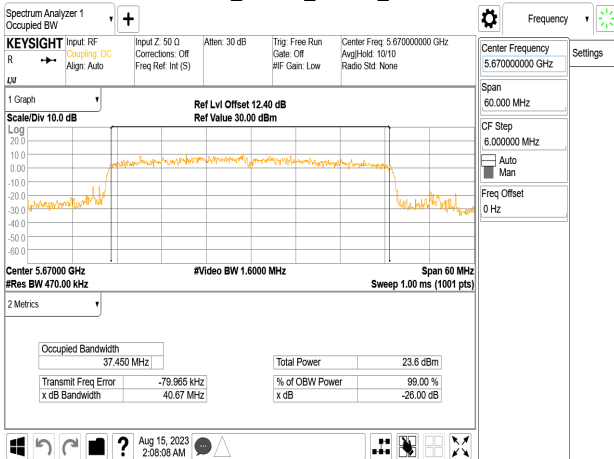 Spectrum Analyzer 1
Occupied BW
Frequency
KEYSIGHT
R
LXI
Input: RF
Coupling: DC
Align: Auto
Input Z: 50 Ω
Corrections: Off
Freq Ref: Int (S)
Atten: 30 dB
Trig: Free Run
Gate: Off
#IF Gain: Low
Center Freq: 5.670000000 GHz
Avg|Hold: 10/10
Radio Std: None
Center Frequency
5.670000000 GHz
Settings
Span
60.000 MHz
CF Step
6.000000 MHz
Auto
Man
Freq Offset
0 Hz
1 Graph
Ref Lvl Offset 12.40 dB
Scale/Div 10.0 dB
Ref Value 30.00 dBm
Log
20.0
10.0
0.00
-10.0
-20.0
-30.0
-40.0
-50.0
-60.0
Center 5.67000 GHz
#Video BW 1.6000 MHz
Span 60 MHz
#Res BW 470.00 kHz
Sweep 1.00 ms (1001 pts)
2 Metrics
Occupied Bandwidth
37.450 MHz
Total Power 23.6 dBm
Transmit Freq Error -79.965 kHz
% of OBW Power 99.00 %
x dB Bandwidth 40.67 MHz
x dB -26.00 dB
?
Aug 15, 2023
2:08:08 AM